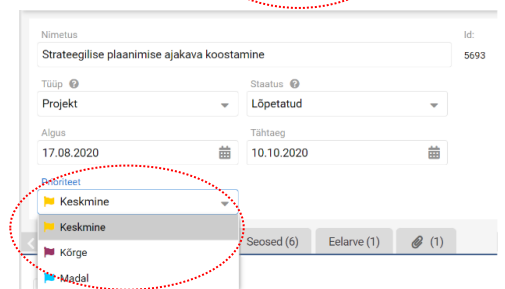 Nimetus
Id:
Strateegilise plaanimise ajakava koostamine
5693
Tüüp
Staatus
Projekt
Lõpetatud
Algus
Tähtaeg
17.08.2020
10.10.2020
Prioriteet
Keskmine
Keskmine
Seosed (6)
Eelarve (1)
(1)
Kõrge
Madal